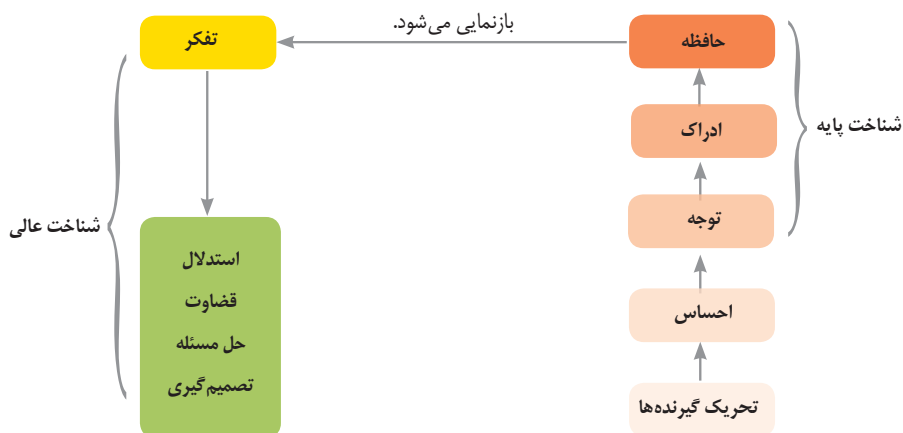 بازنمایی می‌شود.
حافظه
تفکر
ادراک
شناخت پایه
توجه
شناخت عالی
استدلال
قضاوت
حل مسئله
تصمیم‌گیری
احساس
تحریک گیرنده‌ها